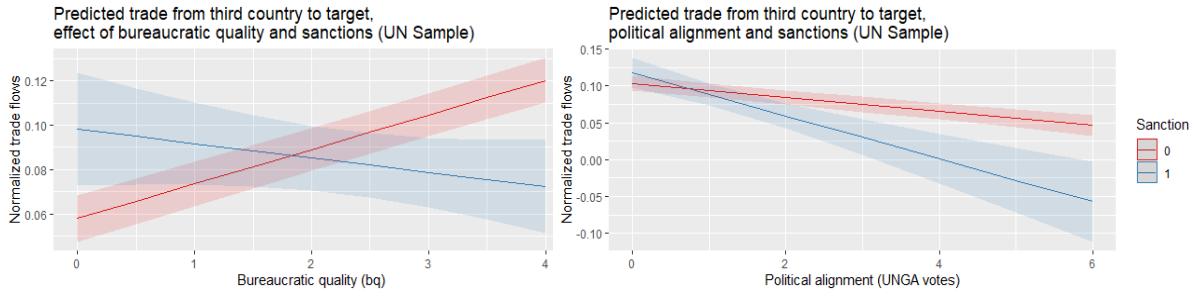 Predicted trade from third country to target,
effect of bureaucratic quality and sanctions (UN Sample)
Normalized trade flows
0.12
0.10
0.08
0.06
0
1
2
3
4
Bureaucratic quality (bq)
Predicted trade from third country to target,
political alignment and sanctions (UN Sample)
Normalized trade flows
0.15
0.10
0.05
0.00
-0.05
-0.10
0
2
4
6
Political alignment (UNGA votes)
Sanction
0
1